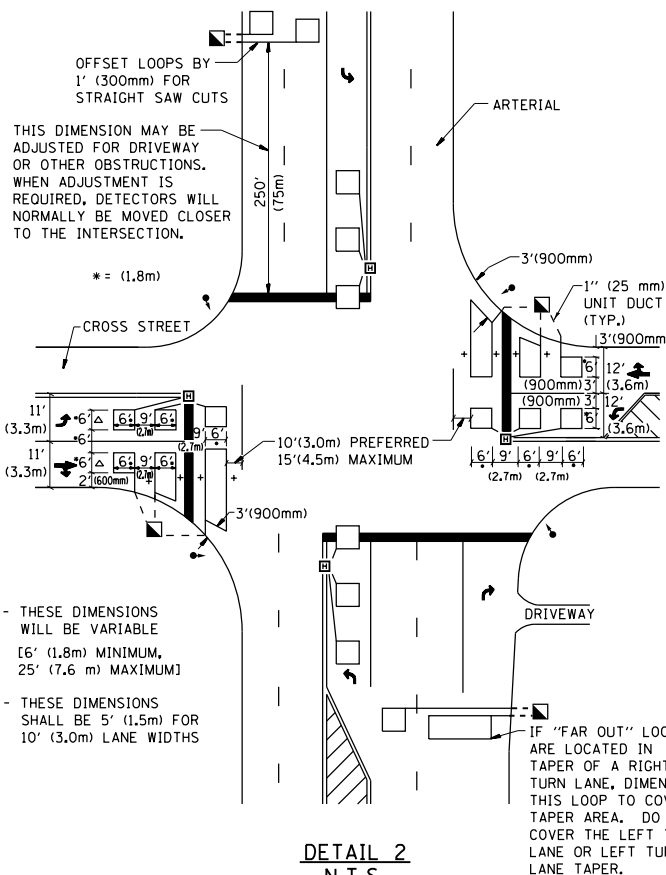 OFFSET LOOPS BY
1' (300mm) FOR
STRAIGHT SAW CUTS
ARTERIAL
THIS DIMENSION MAY BE
ADJUSTED FOR DRIVEWAY
OR OTHER OBSTRUCTIONS.
WHEN ADJUSTMENT IS
REQUIRED, DETECTORS WILL
NORMALLY BE MOVED CLOSER
TO THE INTERSECTION.
250'
(75m)
* = (1.8m)
H
3'(900mm)
1" (25 mm)
UNIT DUCT
(TYP.)
CROSS STREET
3'(900mm
*6'
12'
(3.6m)
(900mm) 3'
(900mm) 3'
*6'
12'
(3.6m)
H
6' 9' 6' 9' 6'
(2.7m) (2.7m)
H
11'
(3.3m)
*6'
6' 9' 6'
(2.7m)
9' 6'
(2.7m)
*6'
11'
(3.3m)
*6'
6' 9' 6'
(2.7m)
2' (600mm)
10'(3.0m) PREFERRED
15'(4.5m) MAXIMUM
3'(900mm)
H
DRIVEWAY
- THESE DIMENSIONS
WILL BE VARIABLE
[6' (1.8m) MINIMUM,
25' (7.6 m) MAXIMUM]
- THESE DIMENSIONS
SHALL BE 5' (1.5m) FOR
10' (3.0m) LANE WIDTHS
IF "FAR OUT" LOO
ARE LOCATED IN
TAPER OF A RIGHT
TURN LANE, DIMEN
THIS LOOP TO COV
TAPER AREA. DO
COVER THE LEFT T
LANE OR LEFT TU
LANE TAPER.
DETAIL 2
N.T.S.